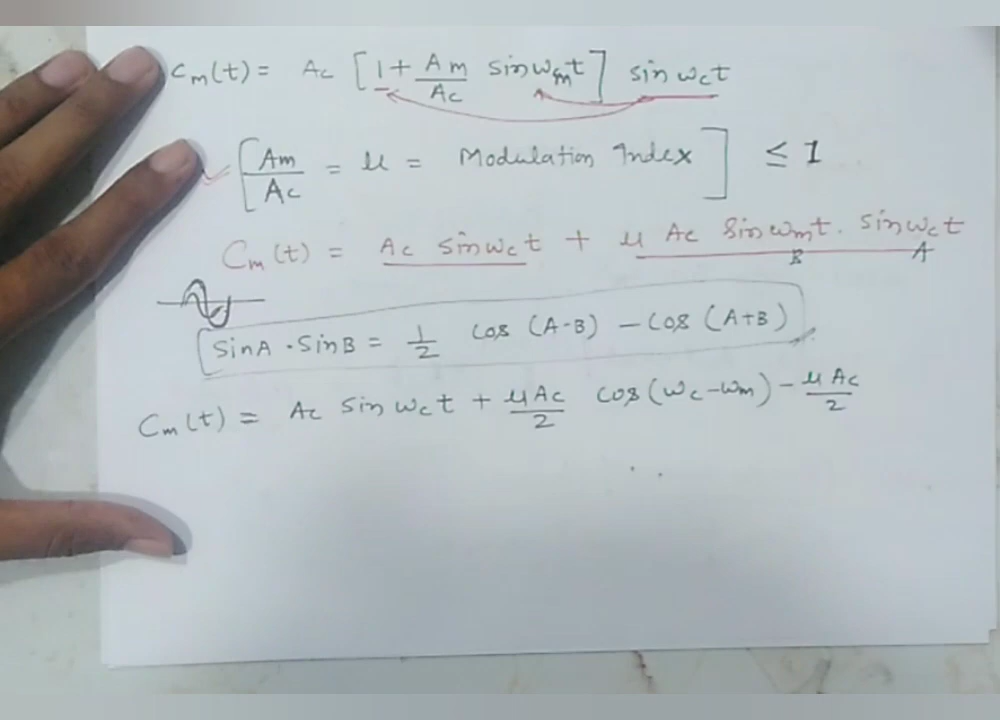 Cm(t) = Ac [1 + Am/Ac sin ωmt] sin ωct
[Am/Ac = μ = Modulation Index] ≤ 1
Cm(t) = Ac sin ωct + μ Ac sin ωmt . sin ωct
B A
SinA . SinB = 1/2 cos (A-B) - cos (A+B)
Cm(t) = Ac sin ωct + μAc/2 cos (ωc-ωm) - μAc/2